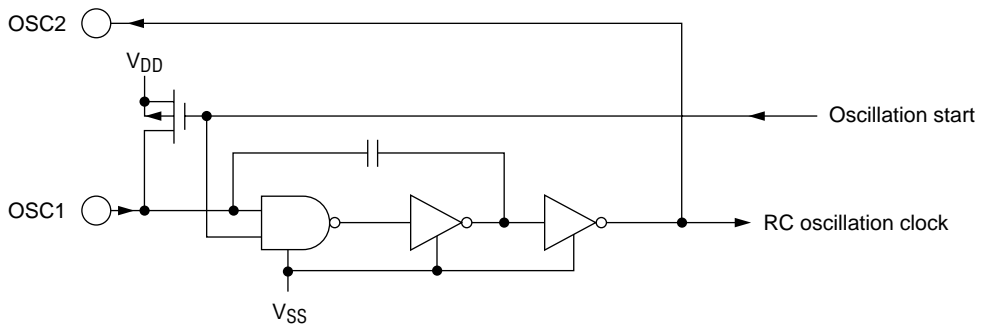 OSC2
VDD
Oscillation start
OSC1
RC oscillation clock
VSS